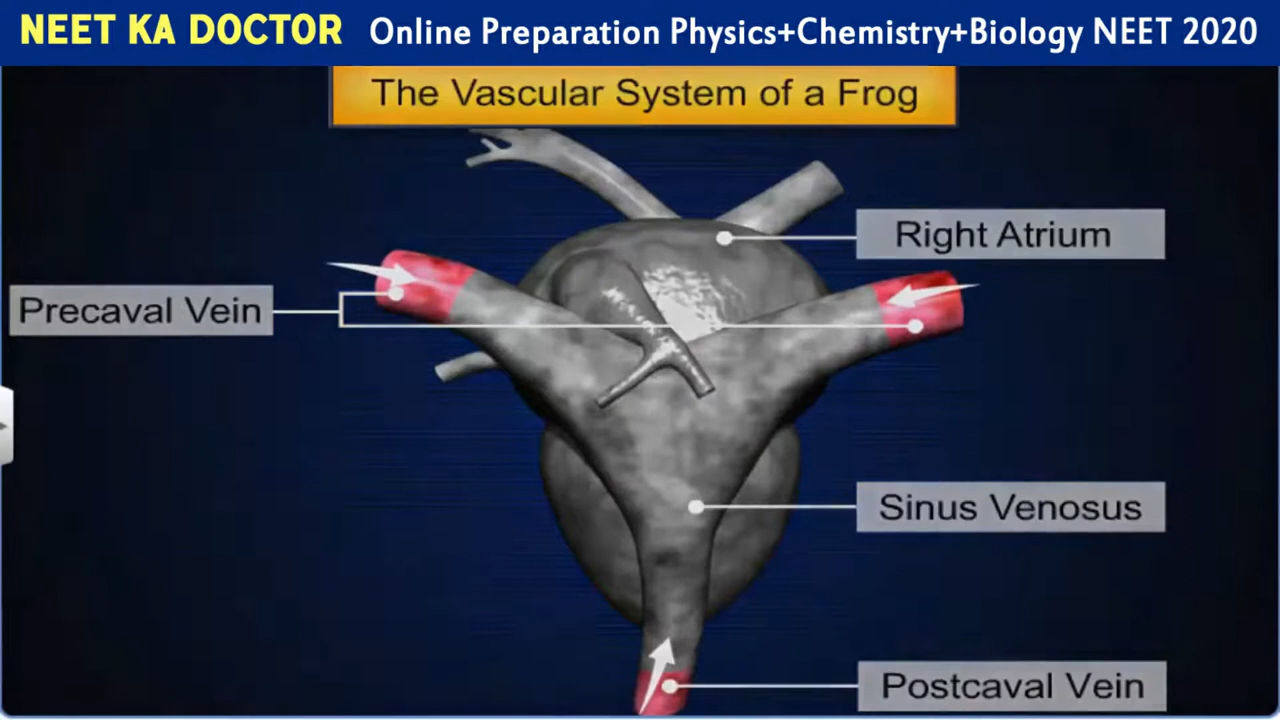 NEET KA DOCTOR Online Preparation Physics+Chemistry+Biology NEET 2020
The Vascular System of a Frog
Right Atrium
Precaval Vein
Sinus Venosus
Postcaval Vein